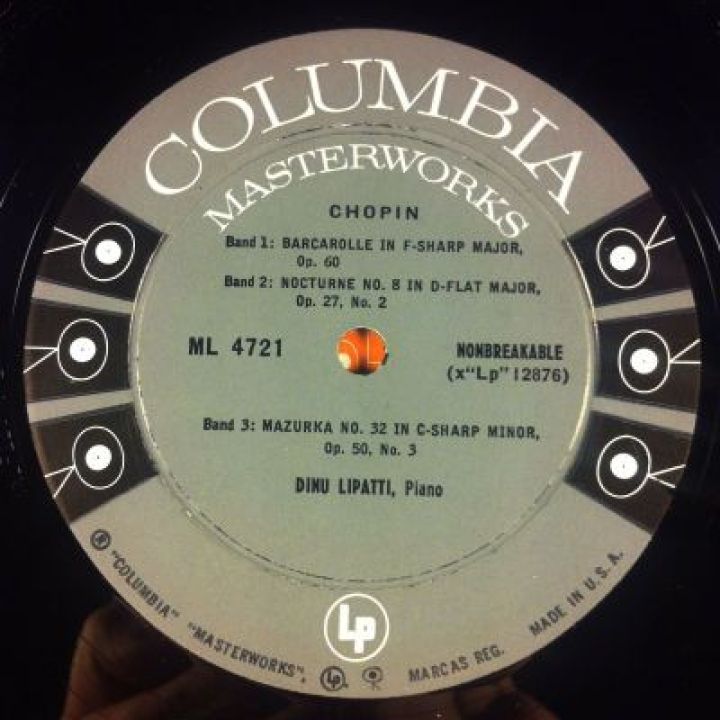 COLUMBIA
MASTERWORKS
CHOPIN
Band 1: BARCAROLLE IN F-SHARP MAJOR,
Op. 60
Band 2: NOCTURNE NO. 8 IN D-FLAT MAJOR,
Op. 27, No. 2
ML 4721
NONBREAKABLE
(x"Lp"12876)
Band 3: MAZURKA NO. 32 IN C-SHARP MINOR,
Op. 50, No. 3
DINU LIPATTI, Piano
Lp
® "COLUMBIA" "MASTERWORKS", Lp MARCAS REG. MADE IN U.S.A.